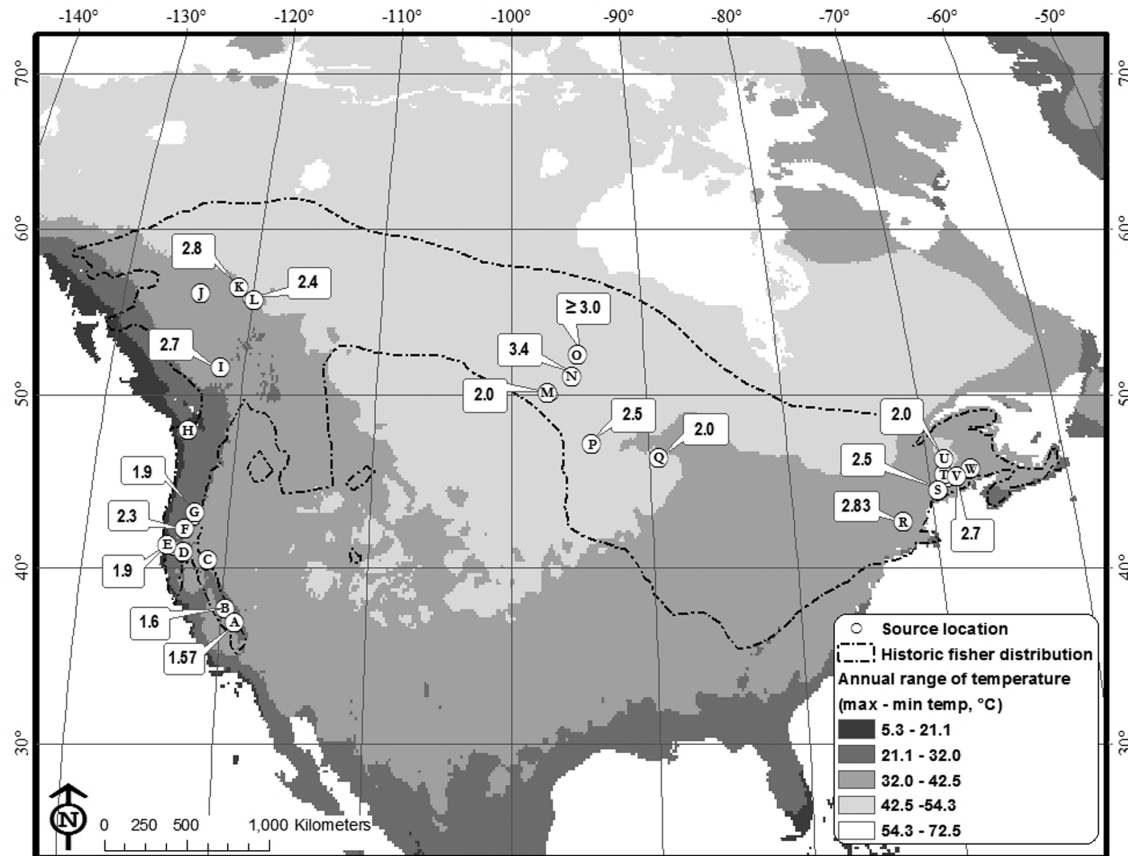 -140° -130° -120° -110° -100° -90° -80° -70° -60° -50°
70° 70°
60° 60°
2.8
K
J
L
2.4
≥ 3.0
O
3.4
N
2.7
I
2.0
M
50° 50°
H
2.5
P
2.0
Q
2.0
U
2.5
T V W
S
2.83
R
2.7
1.9
G
2.3
F
E D
C
1.9
40° 40°
B
1.6
A
1.57
30° 30°
Source location
Historic fisher distribution
Annual range of temperature
(max - min temp, °C)
5.3 - 21.1
21.1 - 32.0
32.0 - 42.5
42.5 -54.3
54.3 - 72.5
N
0 250 500 1,000 Kilometers